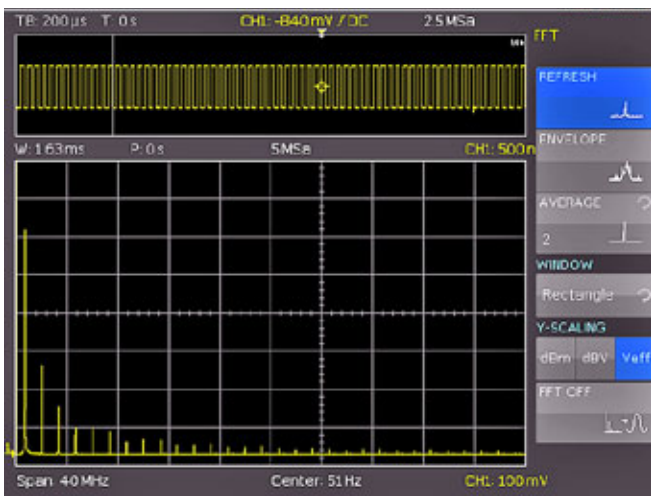 TB: 200µs T: 0s CH1: -840mV / DC 2.5MSa
FFT
REFRESH
W: 1.63ms P: 0s 5MSa CH1: 500
ENVELOPE
AVERAGE
2
WINDOW
Rectangle
Y-SCALING
dBm dBV Veff
FFT OFF
Span: 40MHz Center: 51Hz CH1: 100mV